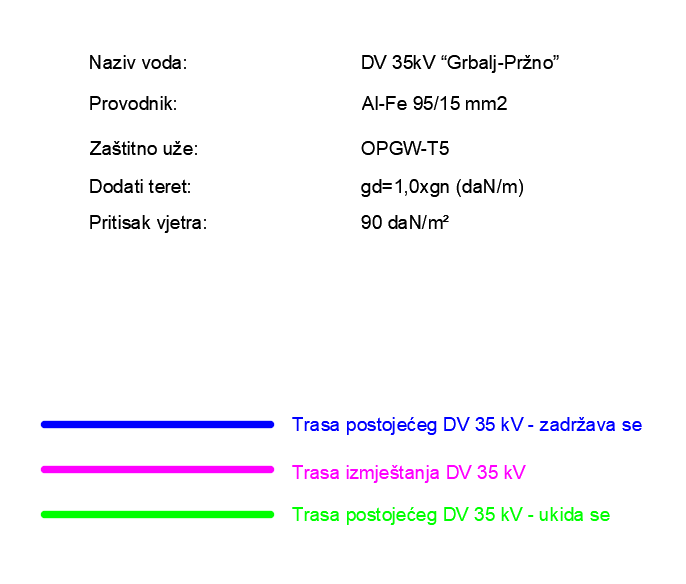 Naziv voda: DV 35kV “Grbalj-Pržno”
Provodnik: Al-Fe 95/15 mm2
Zaštitno uže: OPGW-T5
Dodati teret: gd=1,0xgn (daN/m)
Pritisak vjetra: 90 daN/m²
Trasa postojećeg DV 35 kV - zadržava se
Trasa izmještanja DV 35 kV
Trasa postojećeg DV 35 kV - ukida se